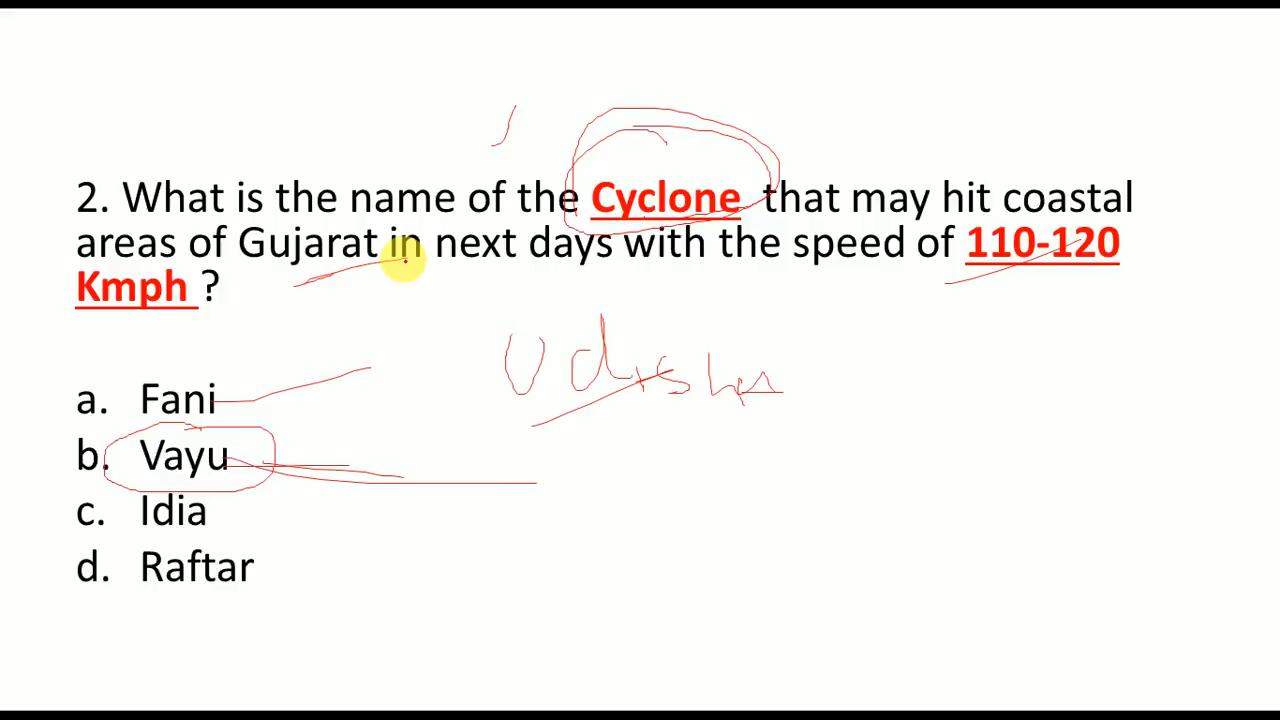 2. What is the name of the Cyclone that may hit coastal
areas of Gujarat in next days with the speed of 110-120
Kmph ?
Odisha
a. Fani
b. Vayu
c. Idia
d. Raftar